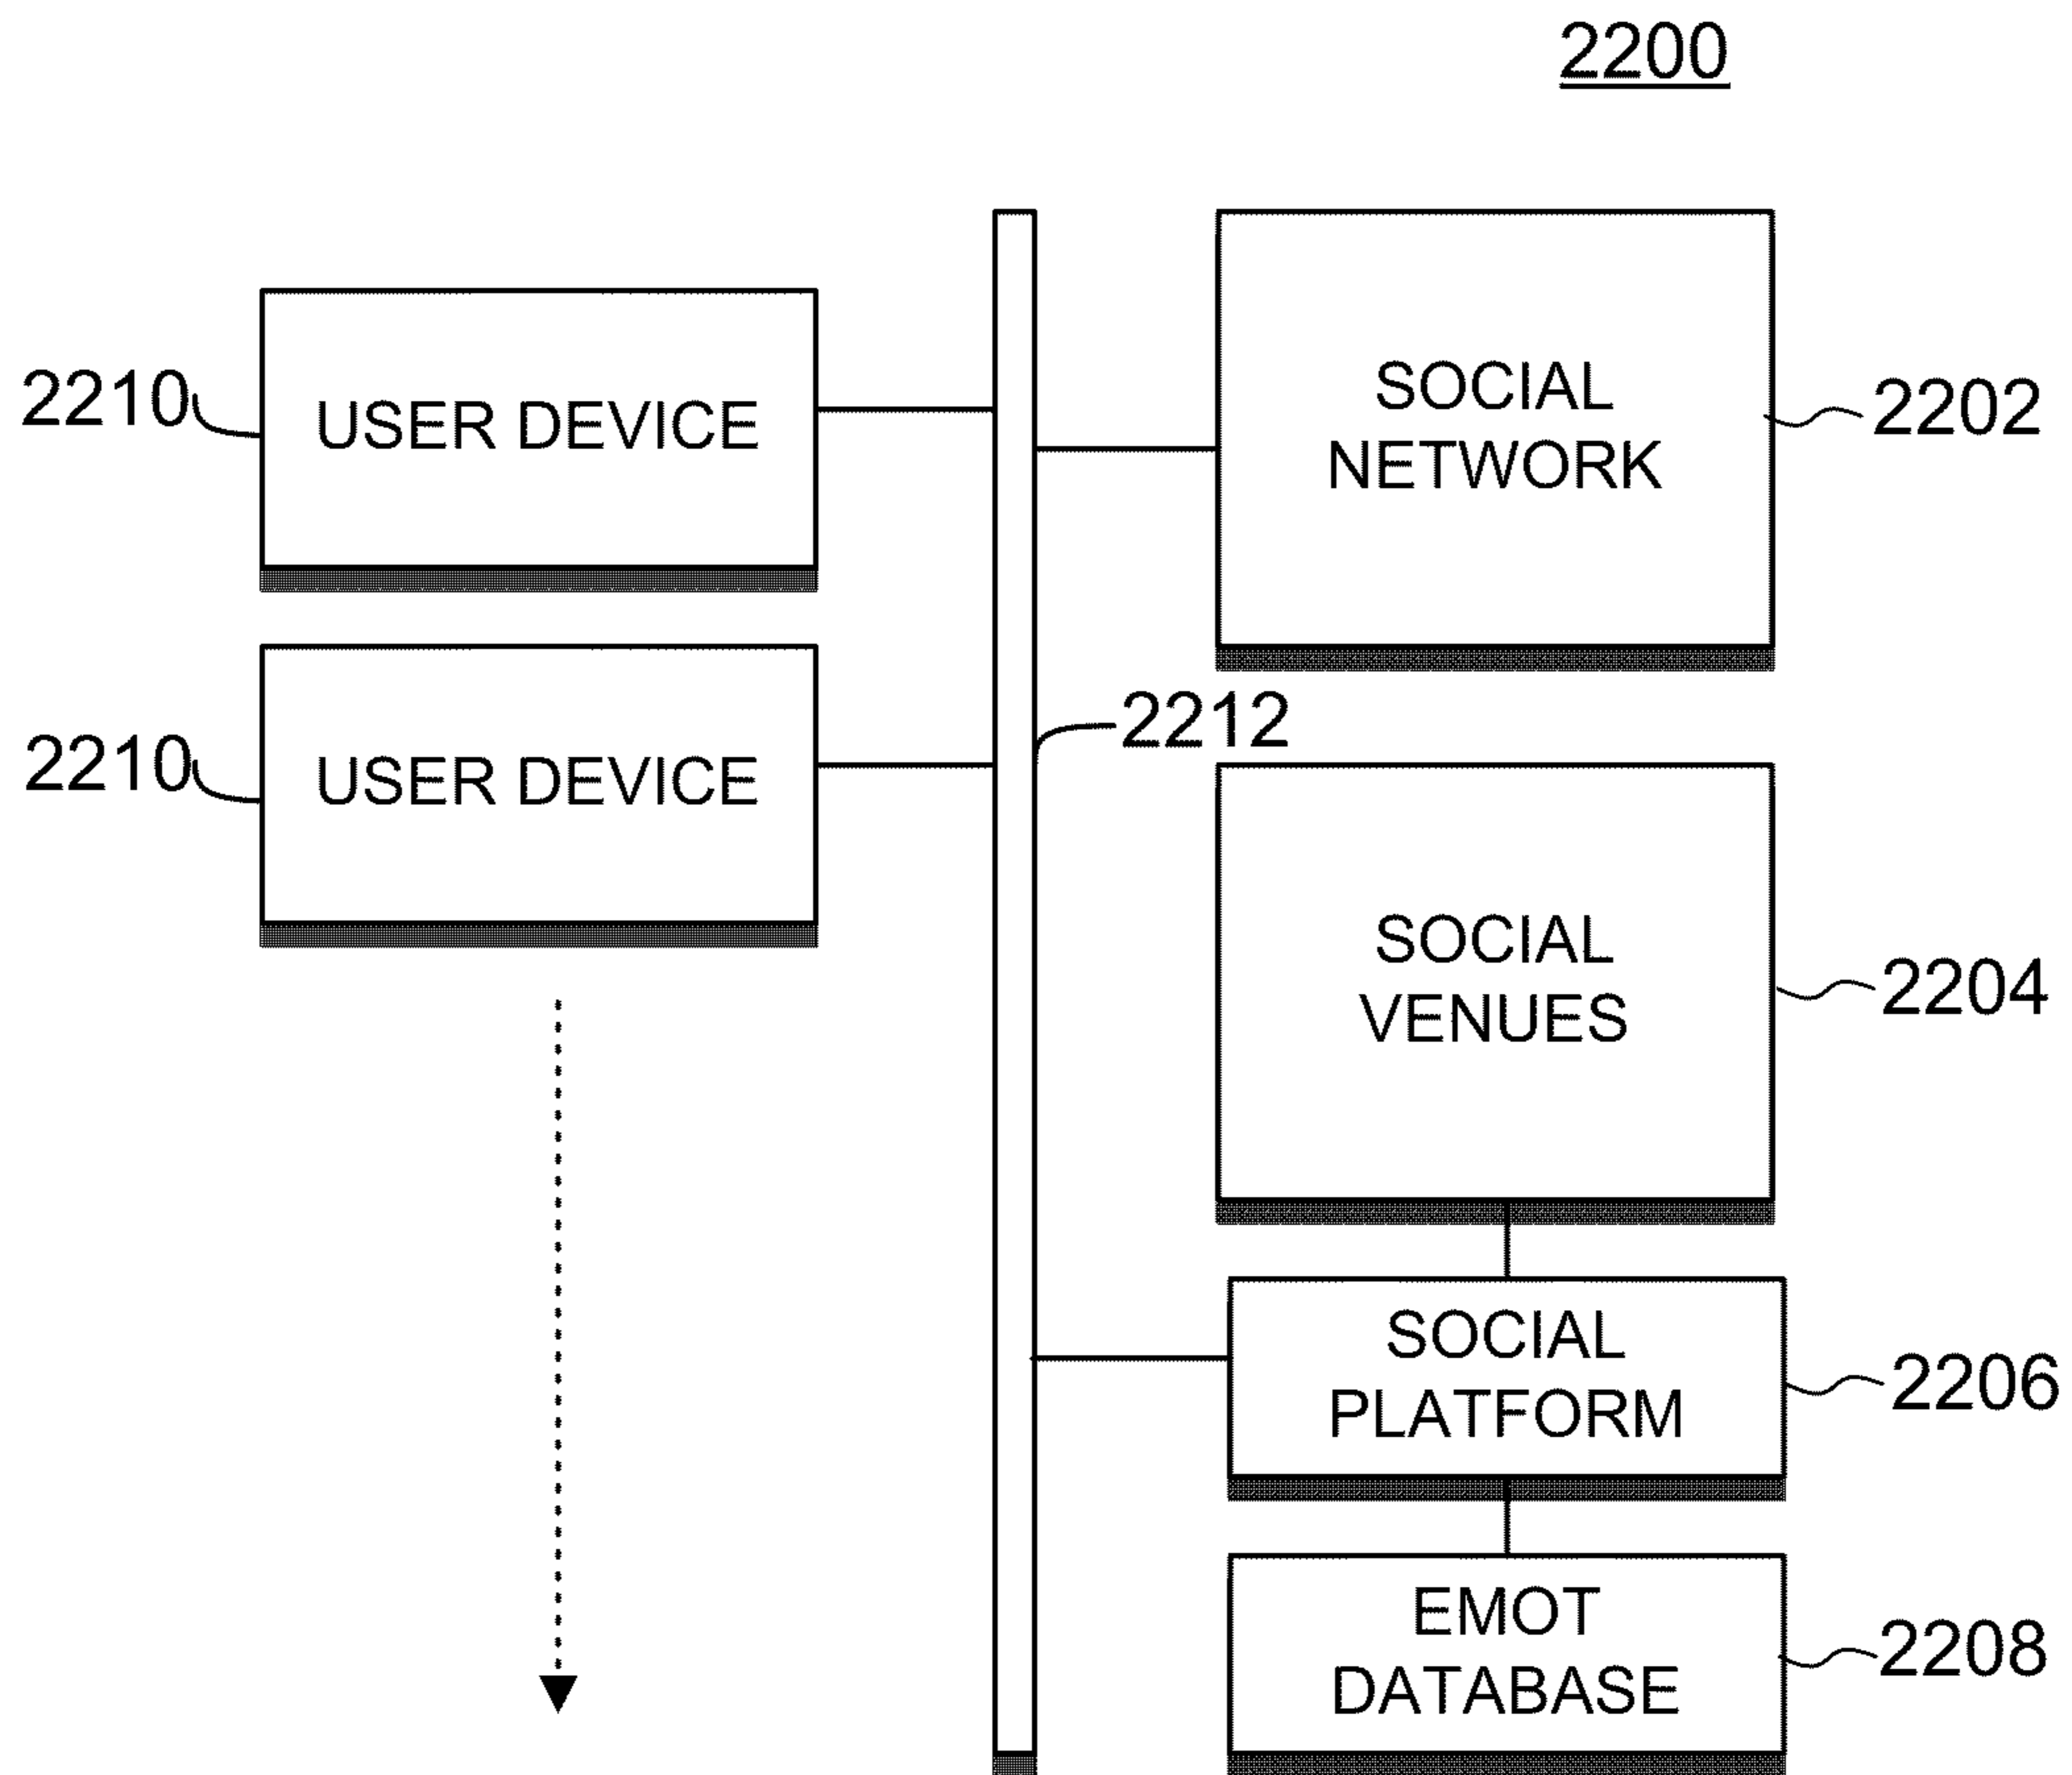 2200
2210
USER DEVICE
SOCIAL
NETWORK
2202
2212
2210
USER DEVICE
SOCIAL
VENUES
2204
SOCIAL
PLATFORM
2206
EMOT
DATABASE
2208